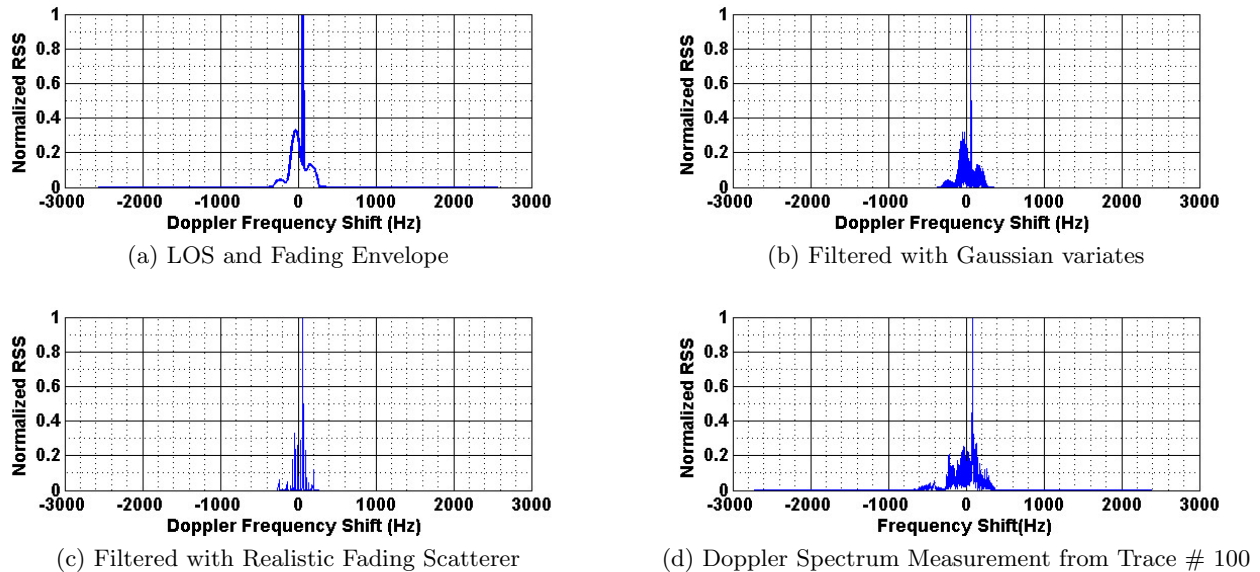 Normalized RSS
1
0.8
0.6
0.4
0.2
0
-3000 -2000 -1000 0 1000 2000 3000
Doppler Frequency Shift (Hz)
(a) LOS and Fading Envelope
Normalized RSS
1
0.8
0.6
0.4
0.2
0
-3000 -2000 -1000 0 1000 2000 3000
Doppler Frequency Shift (Hz)
(b) Filtered with Gaussian variates
Normalized RSS
1
0.8
0.6
0.4
0.2
0
-3000 -2000 -1000 0 1000 2000 3000
Doppler Frequency Shift (Hz)
(c) Filtered with Realistic Fading Scatterer
Normalized RSS
1
0.8
0.6
0.4
0.2
0
-3000 -2000 -1000 0 1000 2000 3000
Frequency Shift(Hz)
(d) Doppler Spectrum Measurement from Trace # 100